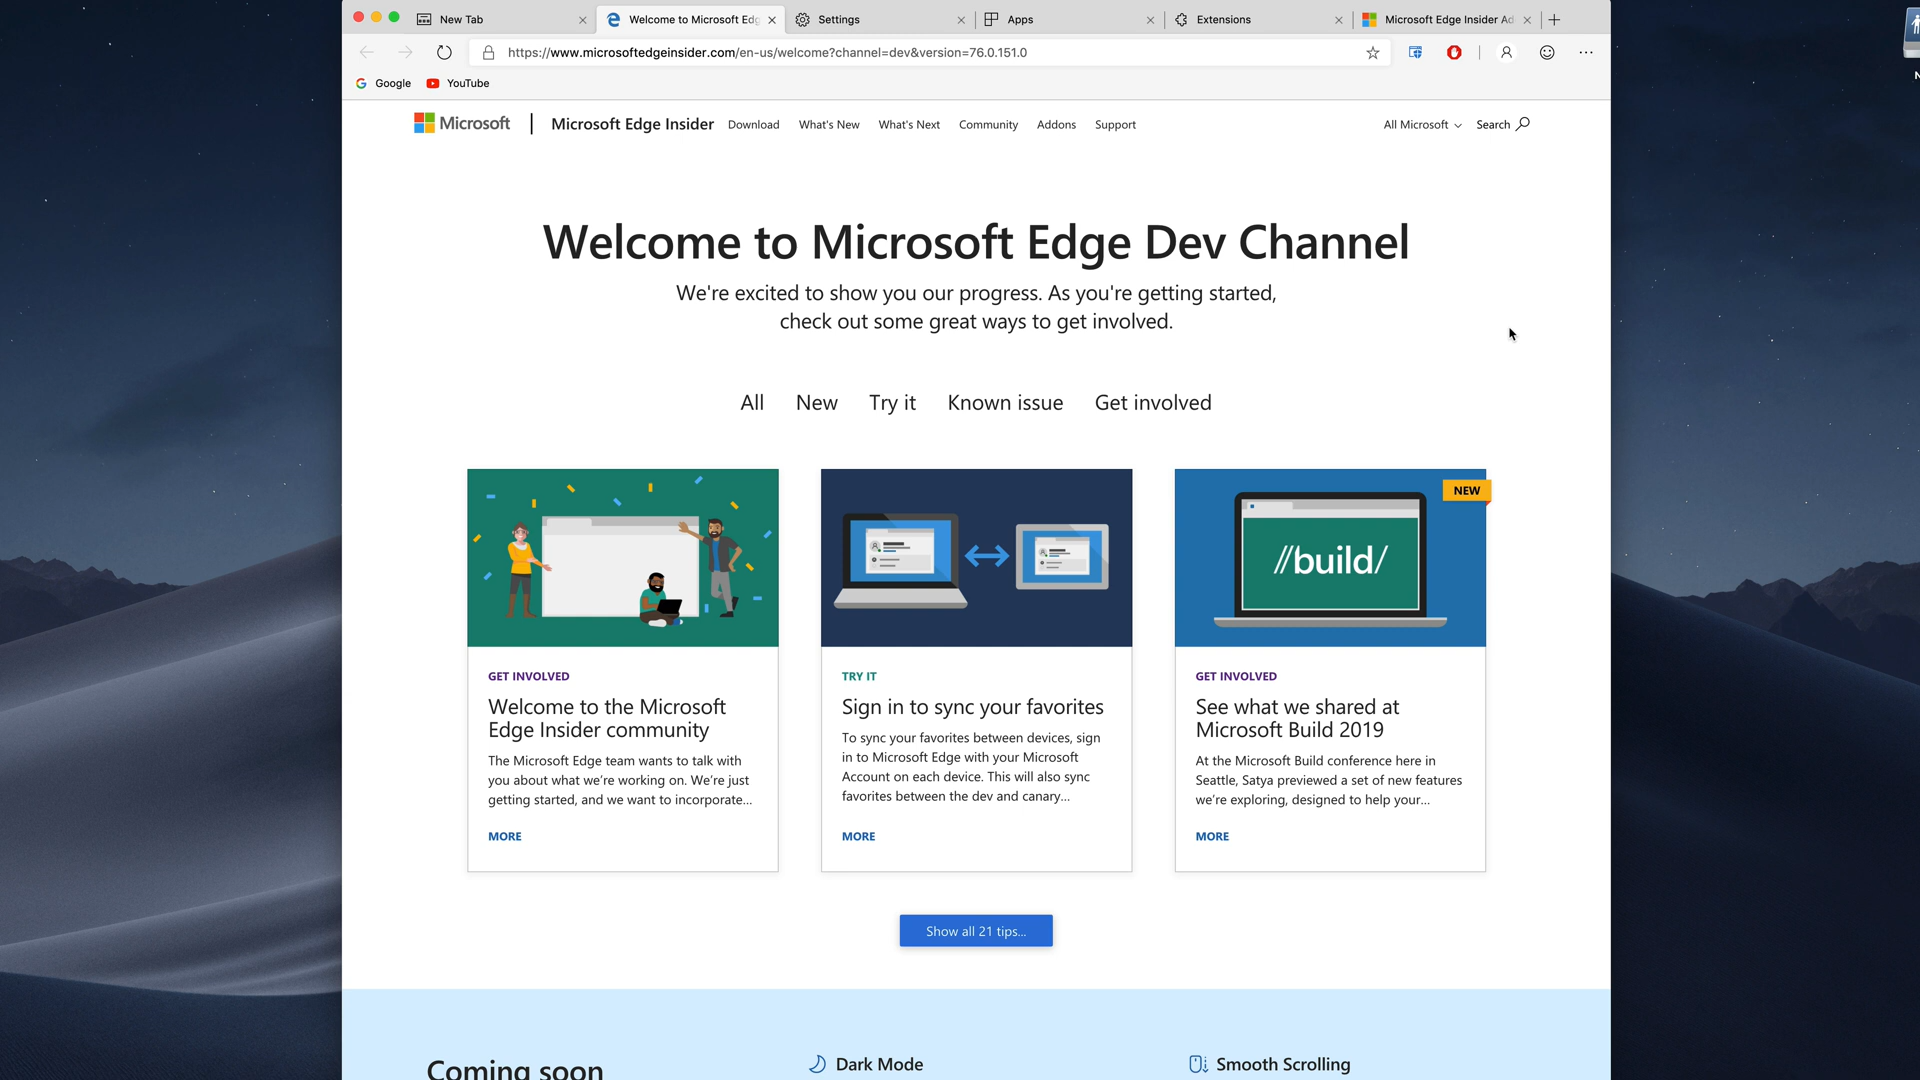 New Tab
Welcome to Microsoft Edg
Settings
Apps
Extensions
Microsoft Edge Insider Ad
https://www.microsoftedgeinsider.com/en-us/welcome?channel=dev&version=76.0.151.0
Google
YouTube
Microsoft
Microsoft Edge Insider
Download
What's New
What's Next
Community
Addons
Support
All Microsoft
Search
Welcome to Microsoft Edge Dev Channel
We're excited to show you our progress. As you're getting started,
check out some great ways to get involved.
All
New
Try it
Known issue
Get involved
GET INVOLVED
Welcome to the Microsoft
Edge Insider community
The Microsoft Edge team wants to talk with
you about what we're working on. We're just
getting started, and we want to incorporate...
MORE
TRY IT
Sign in to sync your favorites
To sync your favorites between devices, sign
in to Microsoft Edge with your Microsoft
Account on each device. This will also sync
favorites between the dev and canary...
MORE
NEW
//build/
GET INVOLVED
See what we shared at
Microsoft Build 2019
At the Microsoft Build conference here in
Seattle, Satya previewed a set of new features
we're exploring, designed to help your...
MORE
Show all 21 tips...
Coming soon
Dark Mode
Smooth Scrolling